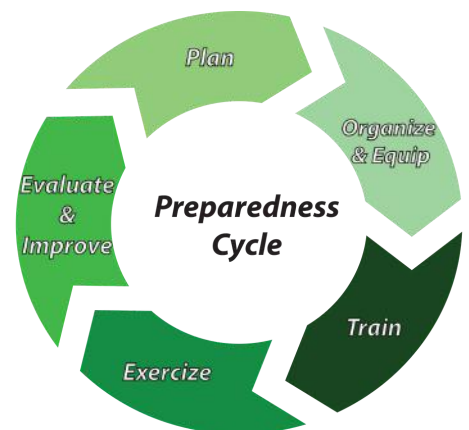 Plan
Organize
& Equip
Evaluate
&
Improve
Preparedness
Cycle
Train
Exercize